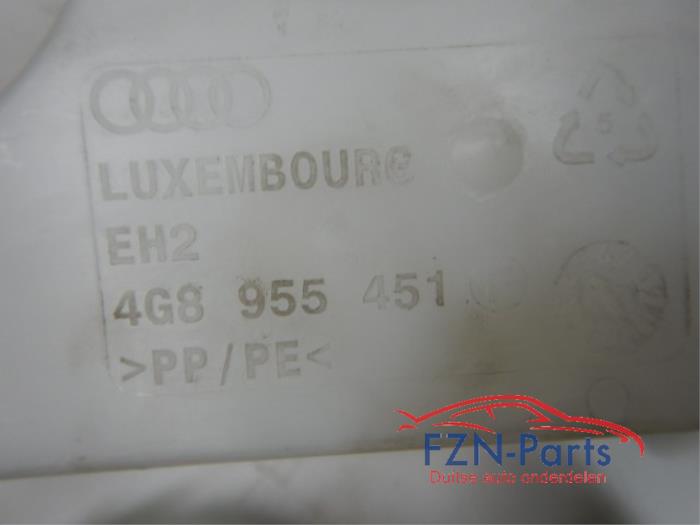 LUXEMBOURG
5
EH2
4G8 955 451
>PP/PE<
FZN-Parts
Duitse auto onderdelen